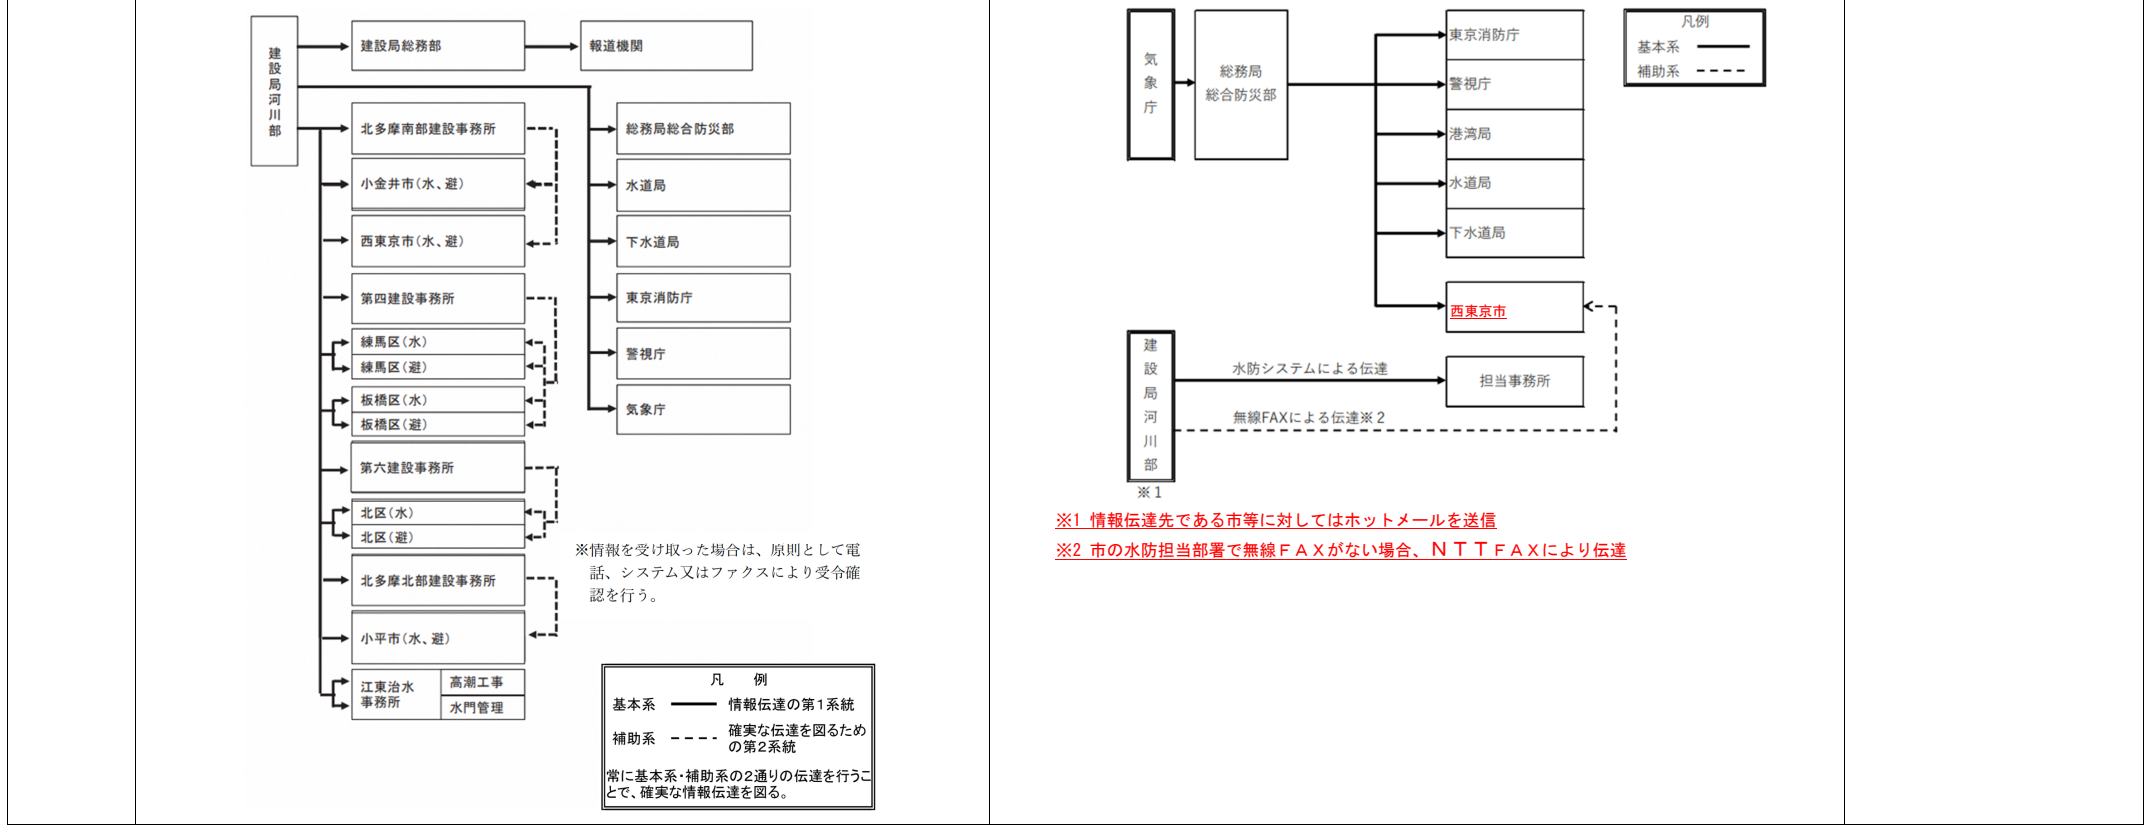 建設局河川部
建設局総務部
報道機関
北多摩南部建設事務所
小金井市(水、避)
西東京市(水、避)
第四建設事務所
練馬区(水)
練馬区(避)
板橋区(水)
板橋区(避)
第六建設事務所
北区(水)
北区(避)
北多摩北部建設事務所
小平市(水、避)
江東治水
事務所
高潮工事
水門管理
総務局総合防災部
水道局
下水道局
東京消防庁
警視庁
気象庁
※情報を受け取った場合は、原則として電
話、システム又はファクスにより受令確
認を行う。
凡 例
基本系 情報伝達の第1系統
補助系 確実な伝達を図るため
の第2系統
常に基本系・補助系の2通りの伝達を行うこ
とで、確実な情報伝達を図る。
気象庁
総務局
総合防災部
東京消防庁
警視庁
港湾局
水道局
下水道局
西東京市
凡例
基本系
補助系
建設局河川部
※1
水防システムによる伝達
担当事務所
無線FAXによる伝達※2
※1 情報伝達先である市等に対してはホットメールを送信
※2 市の水防担当部署で無線FAXがない場合、NTTFAXにより伝達